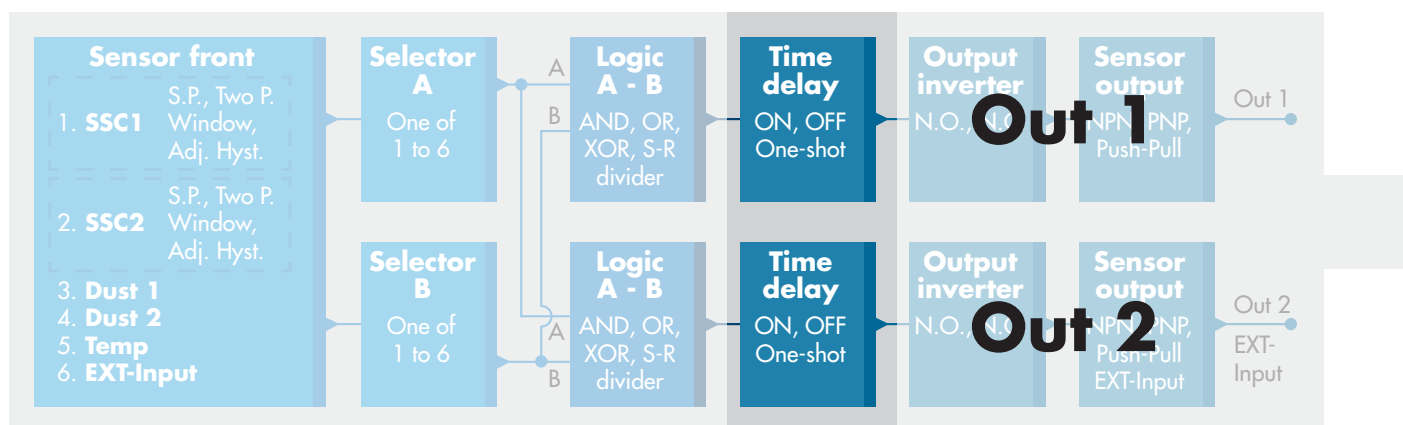 Sensor front
1. SSC1
S.P., Two P.
Window,
Adj. Hyst.
2. SSC2
S.P., Two P.
Window,
Adj. Hyst.
3. Dust 1
4. Dust 2
5. Temp
6. EXT-Input
Selector
A
One of
1 to 6
Selector
B
One of
1 to 6
A
B
Logic
A - B
AND, OR,
XOR, S-R
divider
A
B
Logic
A - B
AND, OR,
XOR, S-R
divider
Time
delay
ON, OFF
One-shot
Time
delay
ON, OFF
One-shot
Output
inverter
N.O.,
Sensor
output
NPN, PNP,
Push-Pull
Out 1
Out 1
Output
inverter
N.O.,
Sensor
output
NPN, PNP,
Push-Pull
EXT-Input
Out 2
Out 2
EXT-
Input